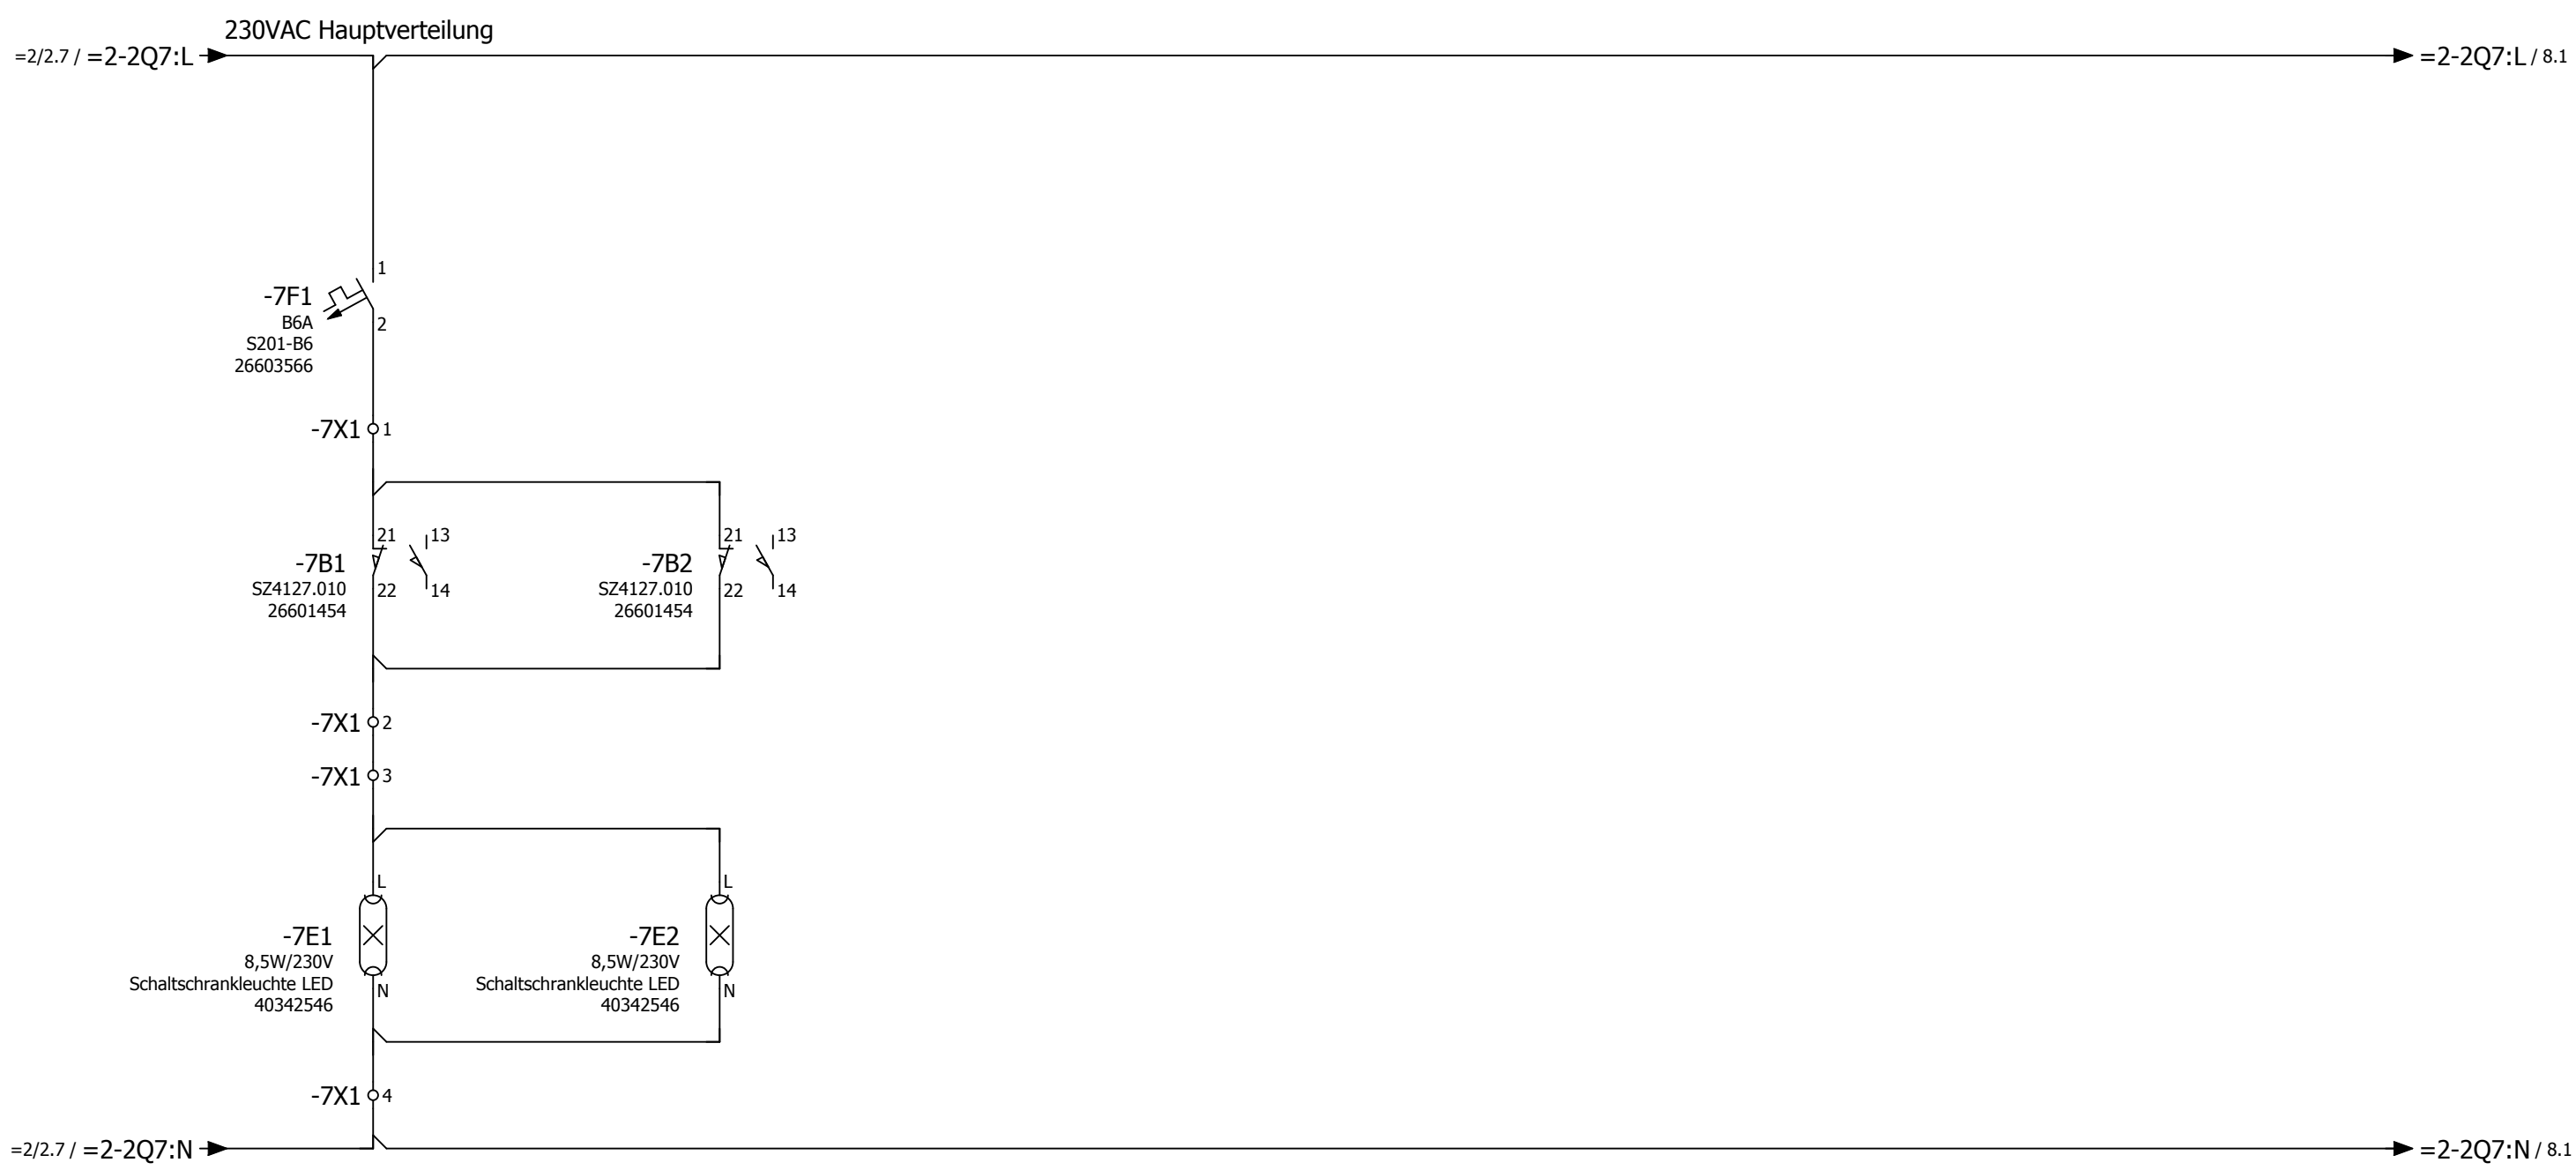 230VAC Hauptverteilung
=2/2.7 / =2-2Q7:L
=2-2Q7:L / 8.1
1
-7F1
B6A
2
S201-B6
26603566
-7X1 1
21 13 21 13
-7B1 -7B2
SZ4127.010 22 14 SZ4127.010 22 14
26601454 26601454
-7X1 2
-7X1 3
L L
-7E1 -7E2
8,5W/230V 8,5W/230V
Schaltschrankleuchte LED N Schaltschrankleuchte LED N
40342546 40342546
-7X1 4
=2/2.7 / =2-2Q7:N
=2-2Q7:N / 8.1